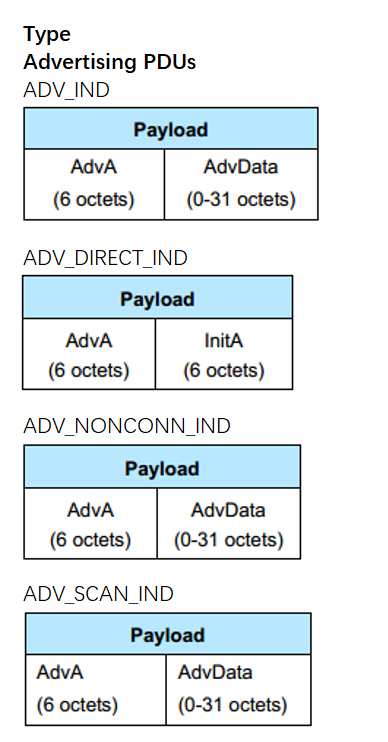 Type
Advertising PDUs
ADV_IND
Payload
AdvA AdvData
(6 octets) (0-31 octets)
ADV_DIRECT_IND
Payload
AdvA InitA
(6 octets) (6 octets)
ADV_NONCONN_IND
Payload
AdvA AdvData
(6 octets) (0-31 octets)
ADV_SCAN_IND
Payload
AdvA AdvData
(6 octets) (0-31 octets)